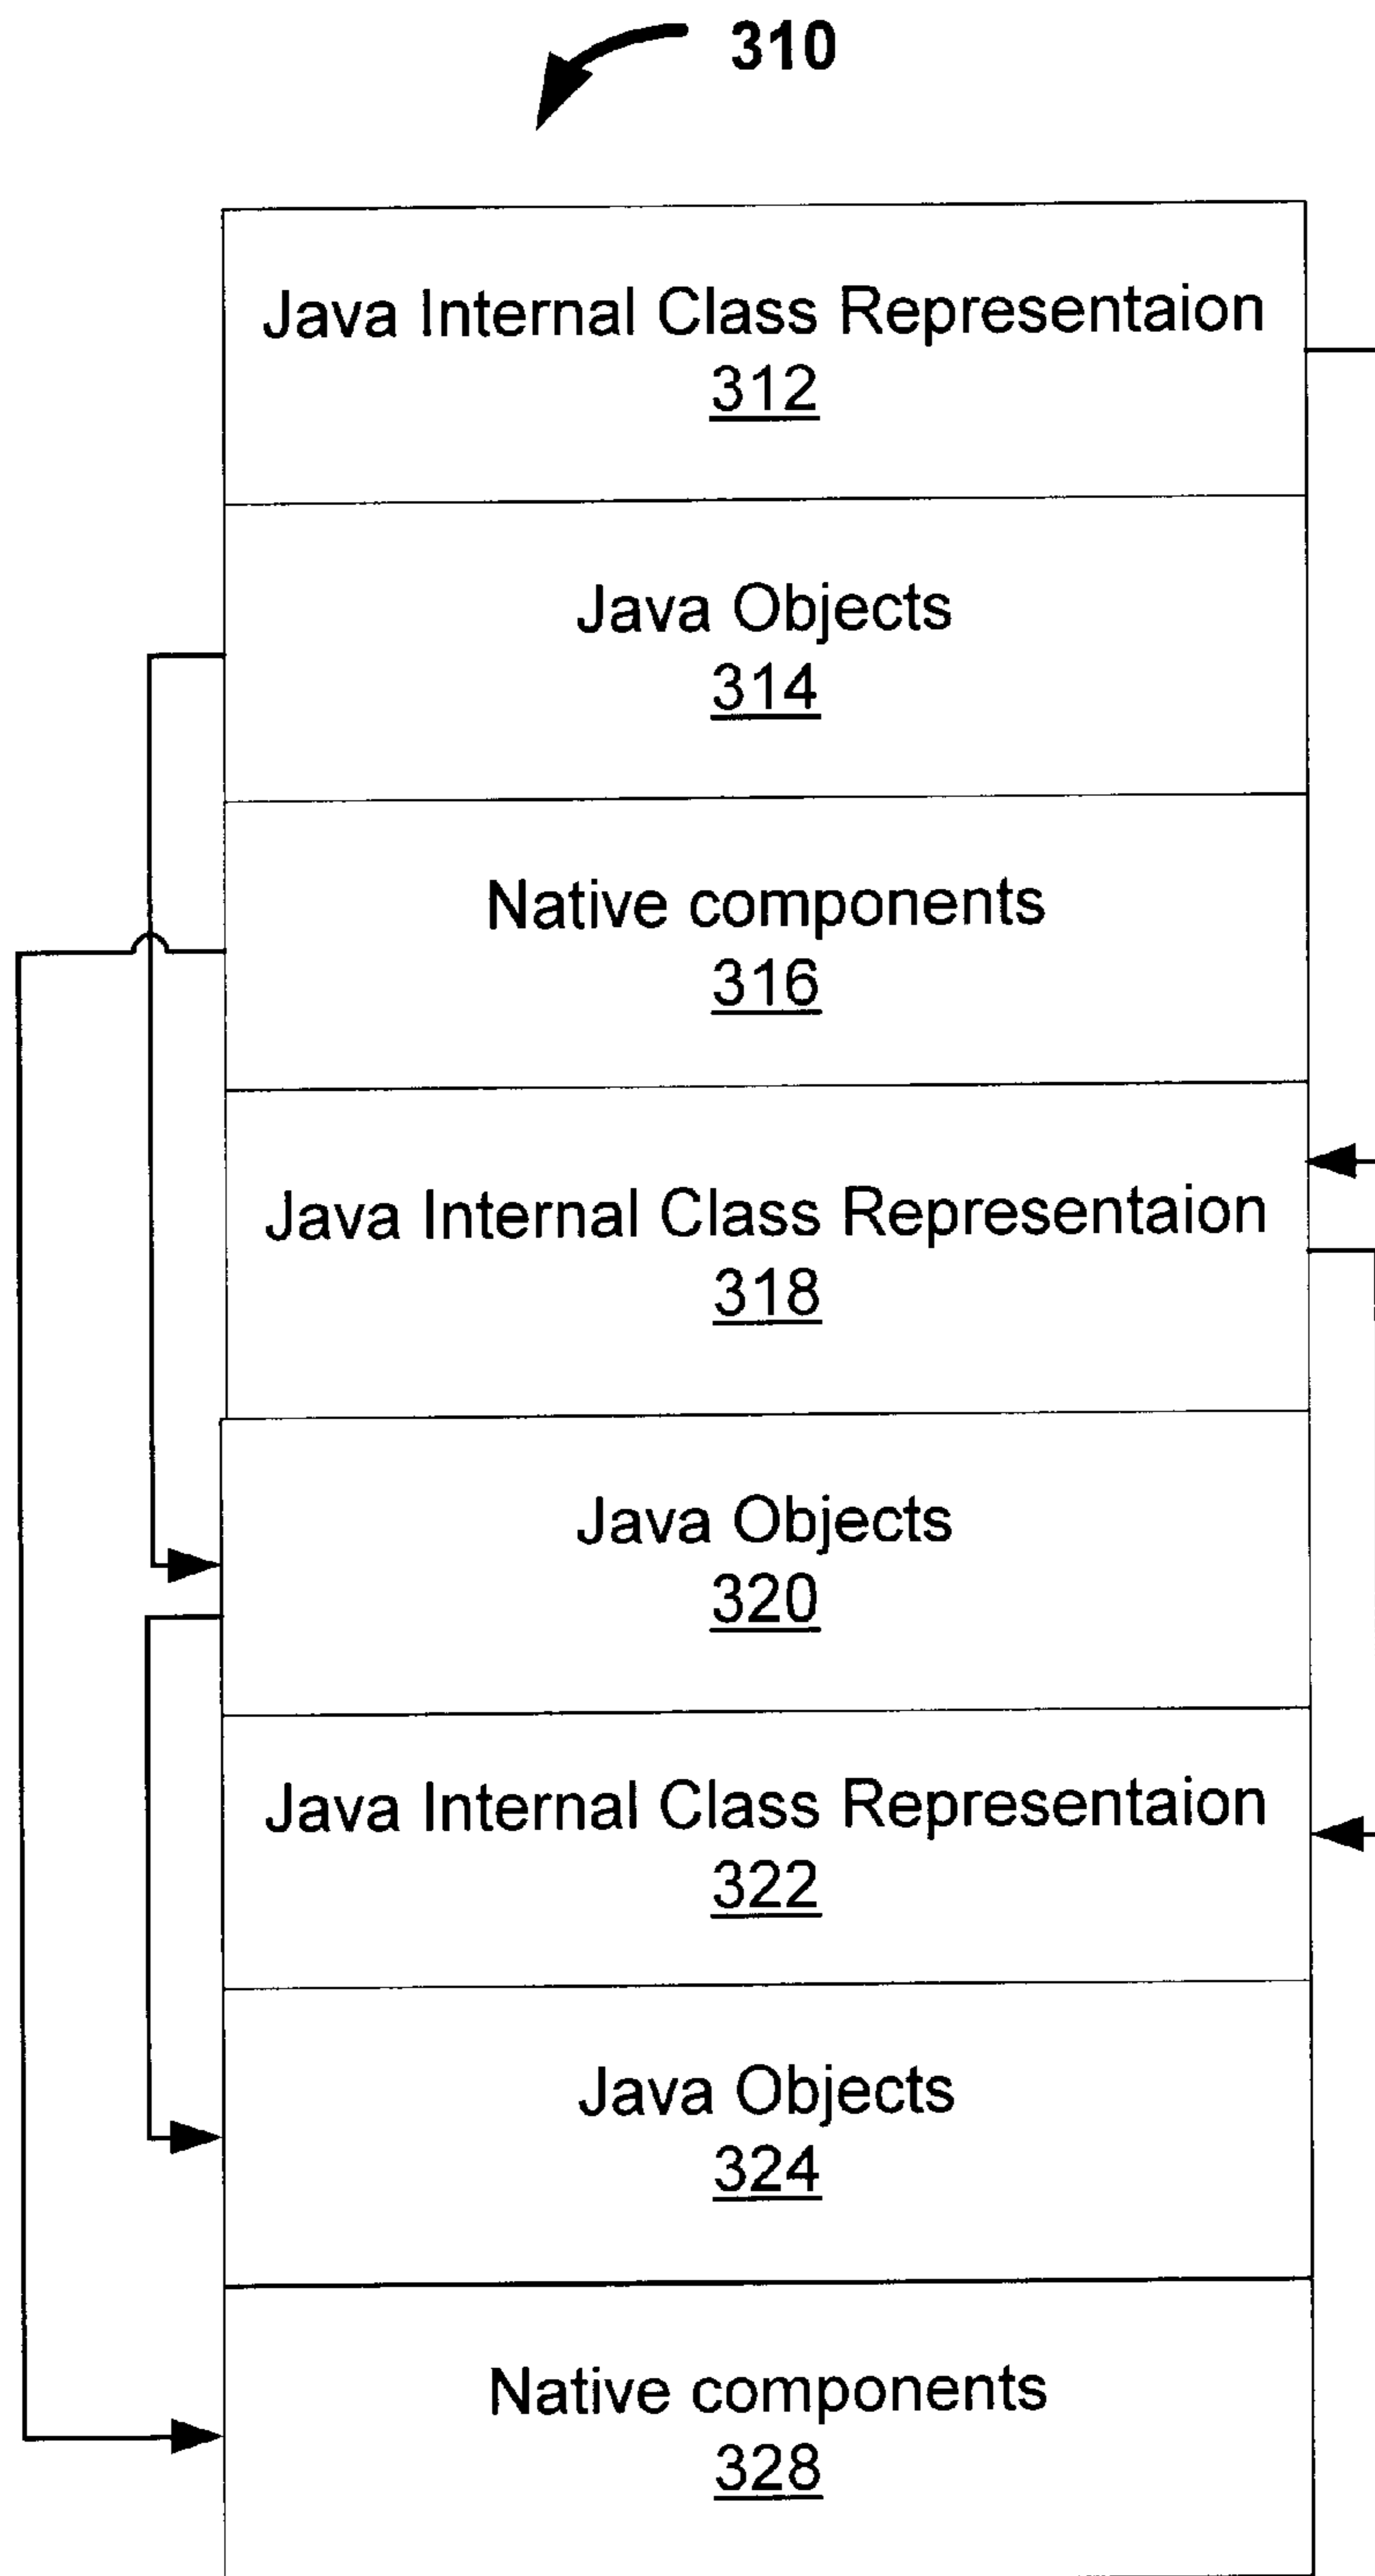 310
Java Internal Class Representaion
312
Java Objects
314
Native components
316
Java Internal Class Representaion
318
Java Objects
320
Java Internal Class Representaion
322
Java Objects
324
Native components
328